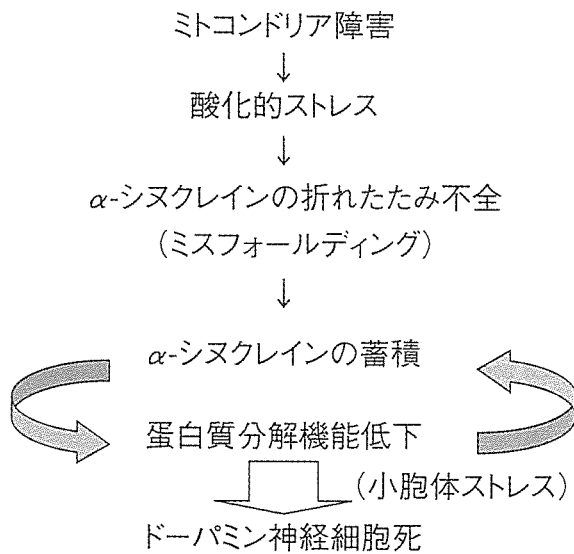 ミトコンドリア障害
↓
酸化的ストレス
↓
α-シヌクレインの折れたたみ不全
（ミスフォールディング）
↓
α-シヌクレインの蓄積
蛋白質分解機能低下
（小胞体ストレス）
ドーパミン神経細胞死